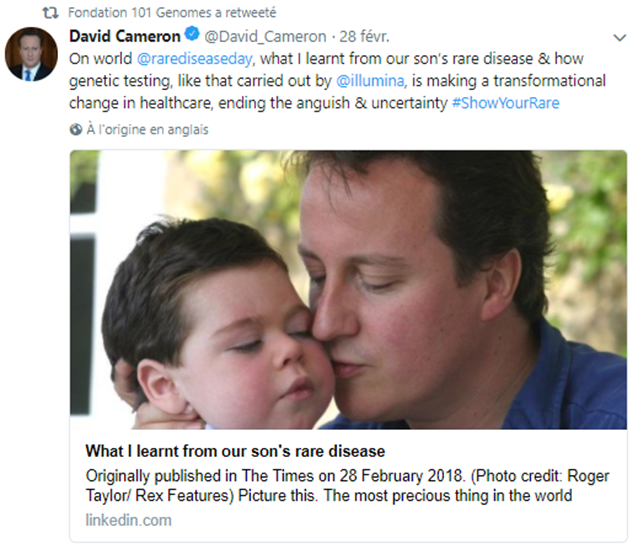 Fondation 101 Genomes a retweeté
David Cameron @David_Cameron · 28 févr.
On world @rarediseaseday, what I learnt from our son's rare disease & how
genetic testing, like that carried out by @illumina, is making a transformational
change in healthcare, ending the anguish & uncertainty #ShowYourRare
À l'origine en anglais
What I learnt from our son's rare disease
Originally published in The Times on 28 February 2018. (Photo credit: Roger
Taylor/ Rex Features) Picture this. The most precious thing in the world
linkedin.com